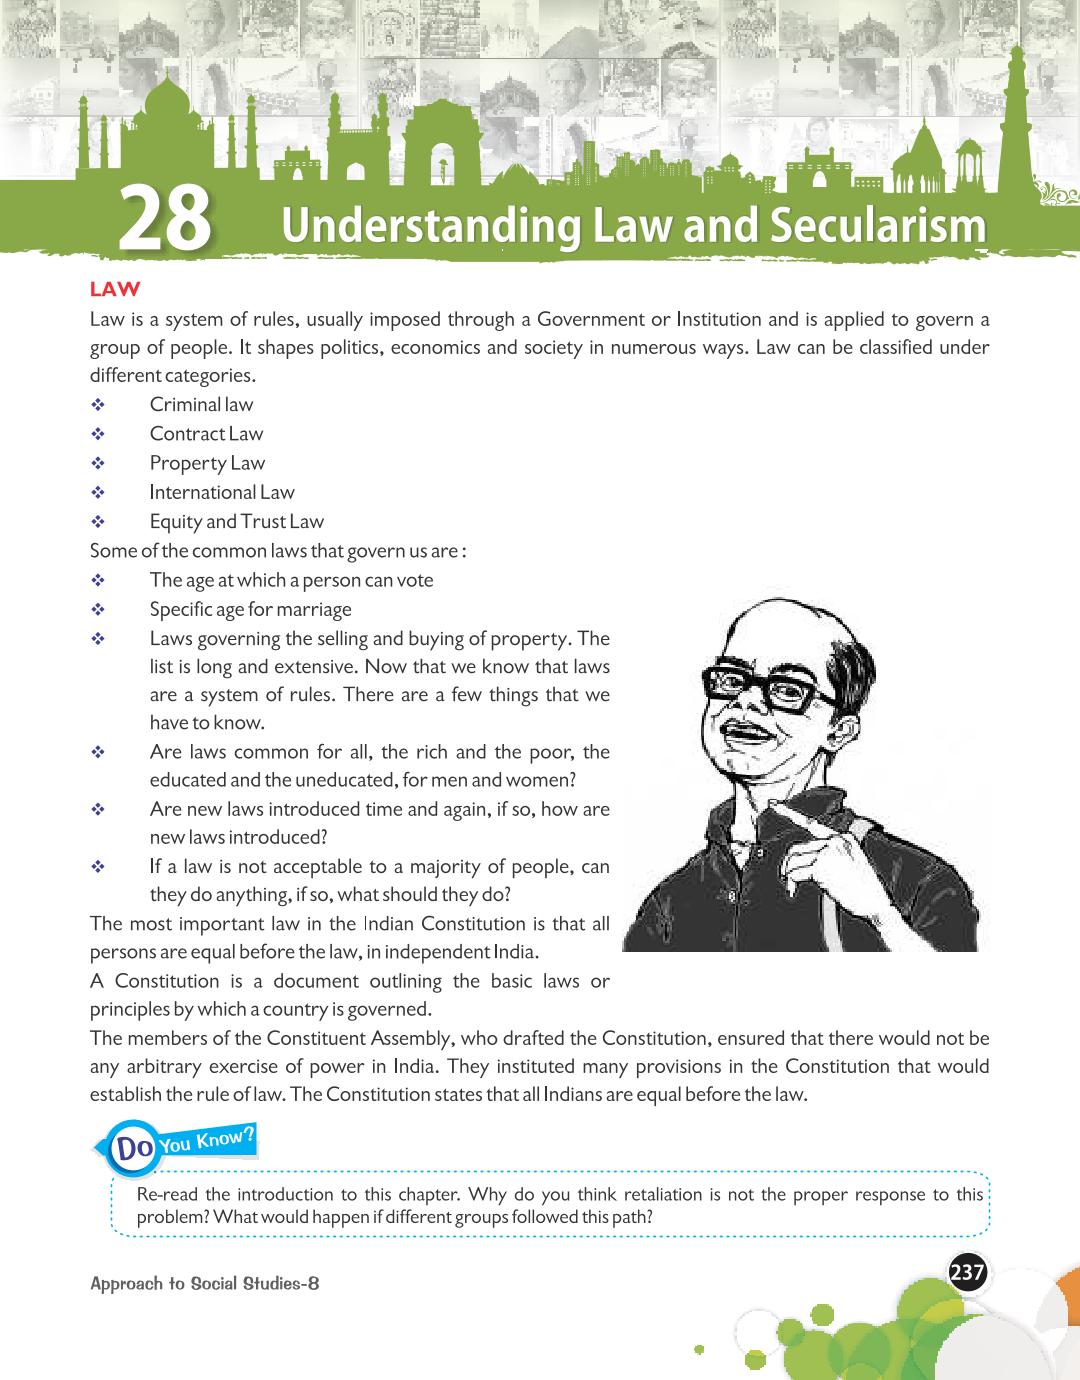 28
Understanding Law and Secularism
LAW
Law is a system of rules, usually imposed through a Government or Institution and is applied to govern a
group of people. It shapes politics, economics and society in numerous ways. Law can be classified under
different categories.
❖ Criminal law
❖ Contract Law
❖ Property Law
❖ International Law
❖ Equity and Trust Law
Some of the common laws that govern us are :
❖ The age at which a person can vote
❖ Specific age for marriage
❖ Laws governing the selling and buying of property. The
list is long and extensive. Now that we know that laws
are a system of rules. There are a few things that we
have to know.
❖ Are laws common for all, the rich and the poor, the
educated and the uneducated, for men and women?
❖ Are new laws introduced time and again, if so, how are
new laws introduced?
❖ If a law is not acceptable to a majority of people, can
they do anything, if so, what should they do?
The most important law in the Indian Constitution is that all
persons are equal before the law, in independent India.
A Constitution is a document outlining the basic laws or
principles by which a country is governed.
The members of the Constituent Assembly, who drafted the Constitution, ensured that there would not be
any arbitrary exercise of power in India. They instituted many provisions in the Constitution that would
establish the rule of law. The Constitution states that all Indians are equal before the law.
Do You Know?
Re-read the introduction to this chapter. Why do you think retaliation is not the proper response to this
problem? What would happen if different groups followed this path?
Approach to Social Studies-8
237